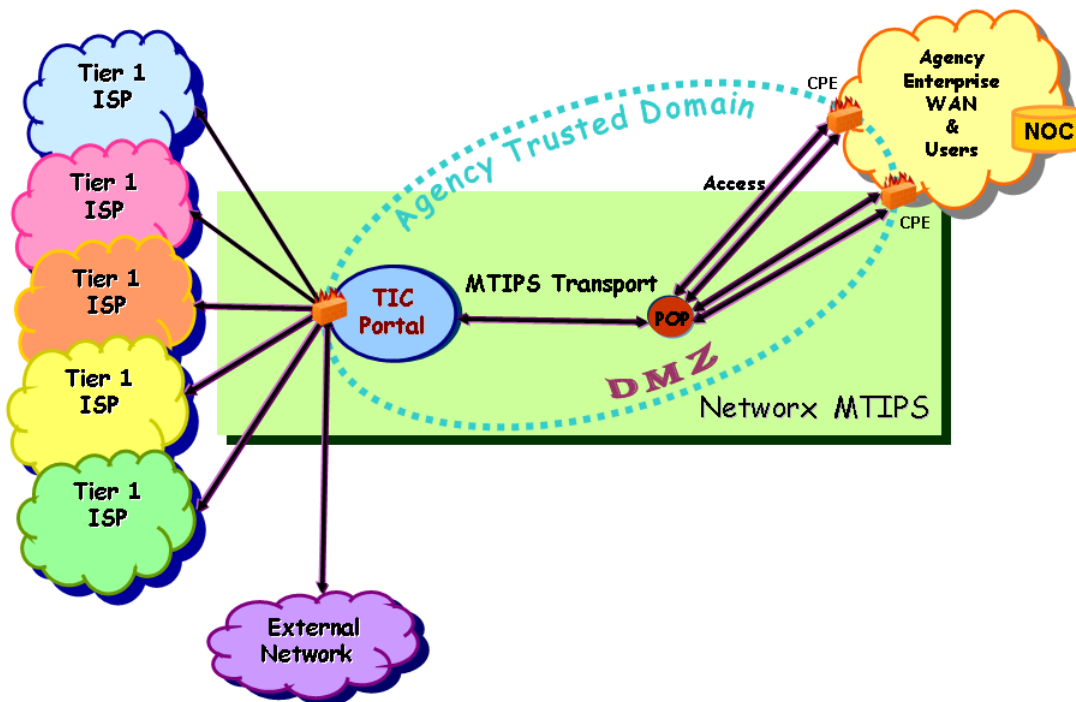 Tier 1
ISP
Tier 1
ISP
Tier 1
ISP
Tier 1
ISP
Tier 1
ISP
External
Network
Agency Trusted Domain
TIC
Portal
MTIPS Transport
POP
Access
DMZ
Networx MTIPS
CPE
CPE
Agency
Enterprise
WAN
&
Users
NOC